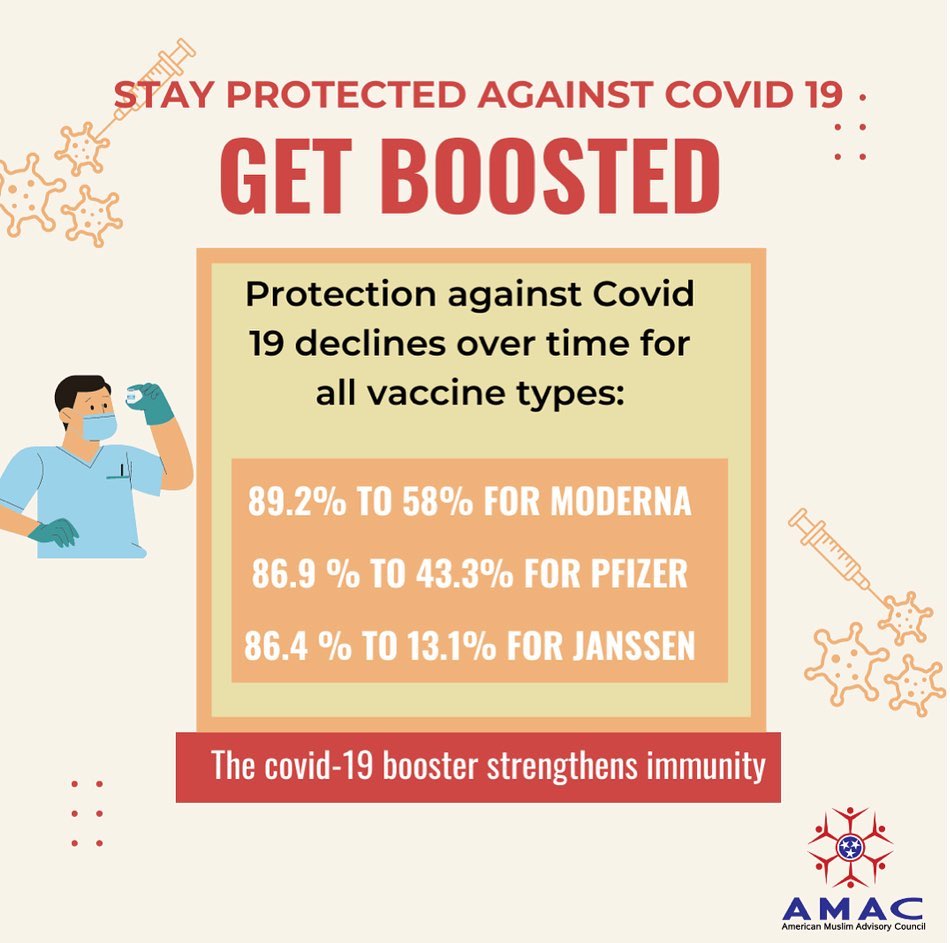 STAY PROTECTED AGAINST COVID 19
GET BOOSTED
Protection against Covid
19 declines over time for
all vaccine types:
89.2% TO 58% FOR MODERNA
86.9 % TO 43.3% FOR PFIZER
86.4 % TO 13.1% FOR JANSSEN
The covid-19 booster strengthens immunity
AMAC
American Muslim Advisory Council